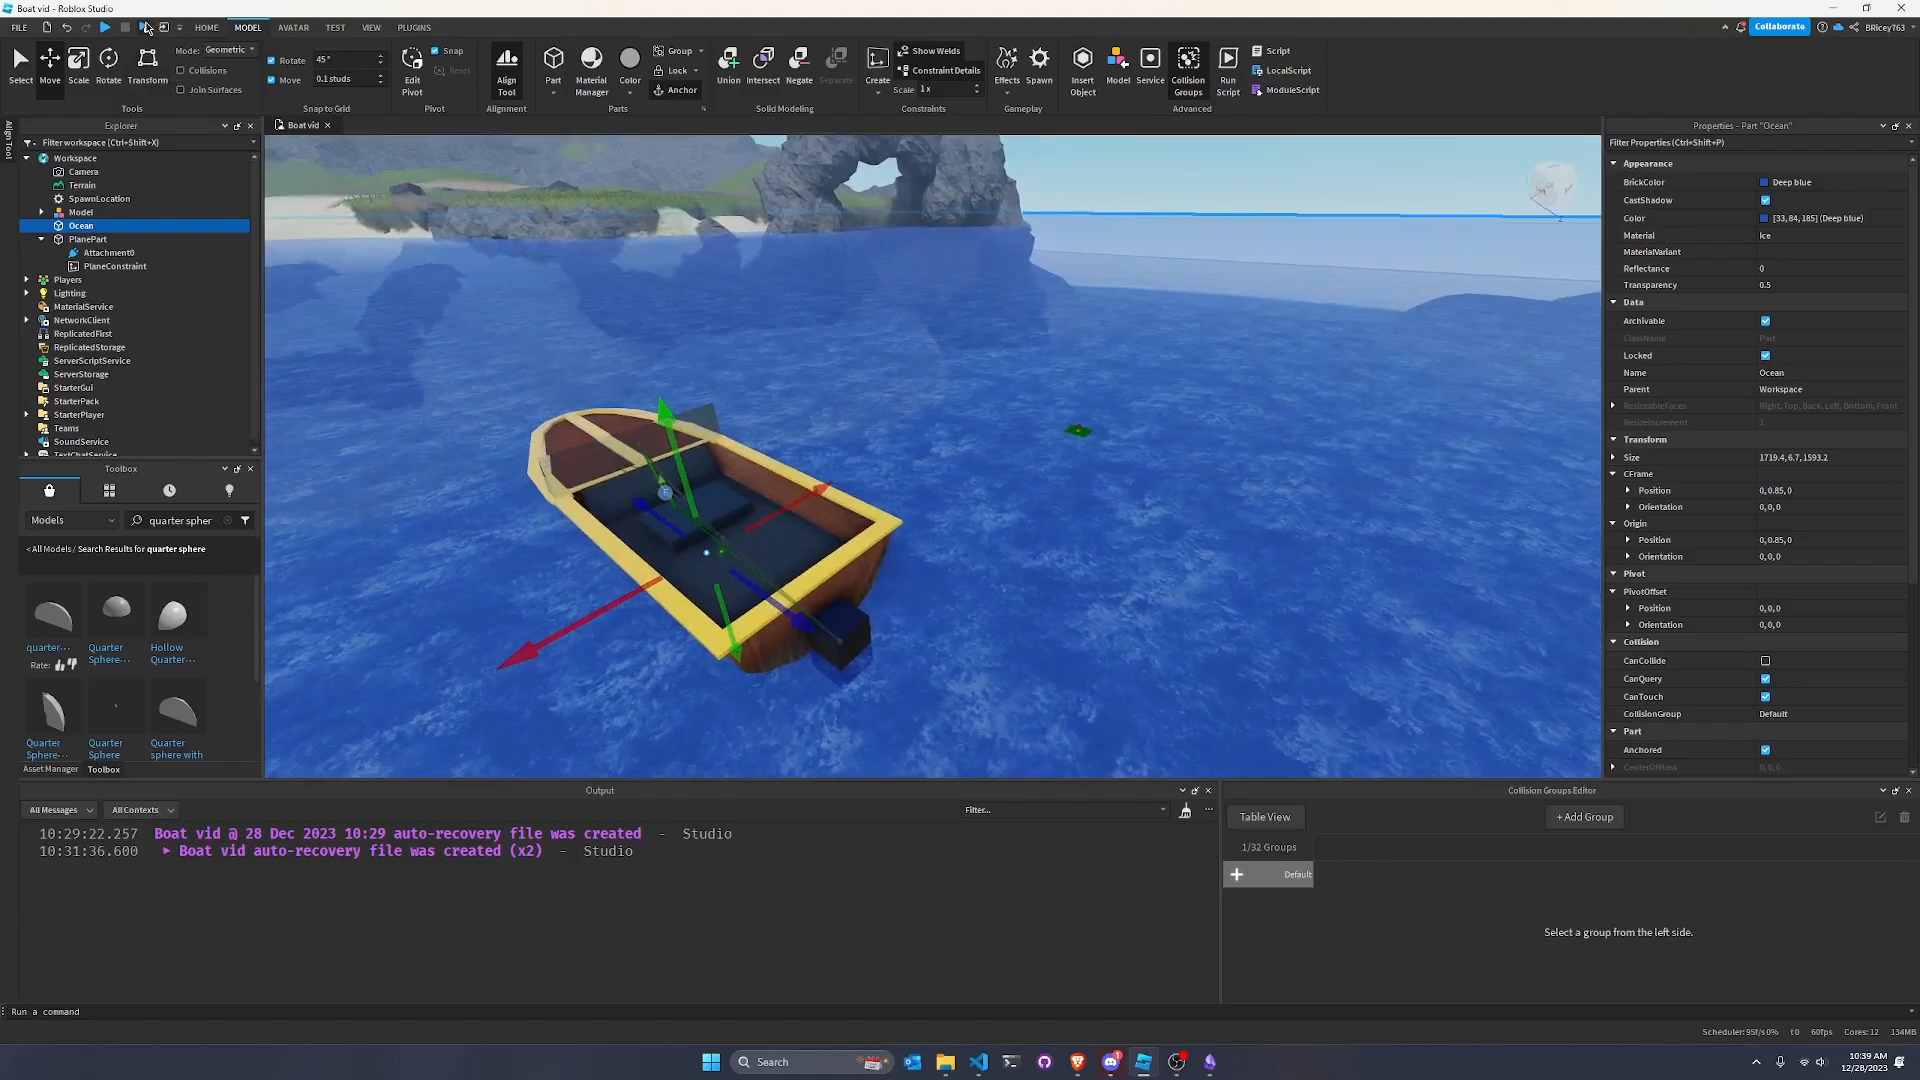 Boat vid - Roblox Studio
FILE HOME MODEL AVATAR TEST VIEW PLUGINS
Collaborate BRicey763
Select Move Scale Rotate Transform
Mode: Geometric
Collisions
Join Surfaces
Tools
Rotate 45°
Move 0.1 studs
Snap to Grid
Edit Pivot
Snap
Reset
Pivot
Align Tool
Alignment
Part Material Manager Color
Group
Lock
Anchor
Parts
Union Intersect Negate Separate
Solid Modeling
Create
Show Welds
Constraint Details
Scale 1x
Constraints
Effects Spawn
Gameplay
Insert Object Model Service Collision Groups Run Script
Script
LocalScript
ModuleScript
Advanced
Align Tool
Explorer
Filter workspace (Ctrl+Shift+X)
Workspace
Camera
Terrain
SpawnLocation
Model
Ocean
PlanePart
Attachment0
PlaneConstraint
Players
Lighting
MaterialService
NetworkClient
ReplicatedFirst
ReplicatedStorage
ServerScriptService
ServerStorage
StarterGui
StarterPack
StarterPlayer
Teams
SoundService
TextChatService
Toolbox
Models quarter spher
< All Models / Search Results for quarter sphere
quarter... Quarter Sphere... Hollow Quarter...
Rate:
Quarter Sphere... Quarter Sphere Quarter sphere with
Asset Manager Toolbox
Boat vid
F
Z
Properties - Part "Ocean"
Filter Properties (Ctrl+Shift+P)
Appearance
BrickColor Deep blue
CastShadow
Color [33, 84, 185] (Deep blue)
Material Ice
MaterialVariant
Reflectance 0
Transparency 0.5
Data
Archivable
ClassName Part
Locked
Name Ocean
Parent Workspace
ResizeableFaces Right, Top, Back, Left, Bottom, Front
ResizeIncrement 1
Transform
Size 1719.4, 6.7, 1593.2
CFrame
Position 0, 0.85, 0
Orientation 0, 0, 0
Origin
Position 0, 0.85, 0
Orientation 0, 0, 0
Pivot
PivotOffset
Position 0, 0, 0
Orientation 0, 0, 0
Collision
CanCollide
CanQuery
CanTouch
CollisionGroup Default
Part
Anchored
CenterOfMass 0, 0, 0
Output
All Messages All Contexts Filter...
10:29:22.257 Boat vid @ 28 Dec 2023 10:29 auto-recovery file was created - Studio
10:31:36.600 Boat vid auto-recovery file was created (x2) - Studio
Collision Groups Editor
Table View + Add Group
1/32 Groups
Default
Select a group from the left side.
Run a command
Scheduler: 95f/s 0% t0 60fps Cores: 12 134MB
Search
10:39 AM
12/28/2023